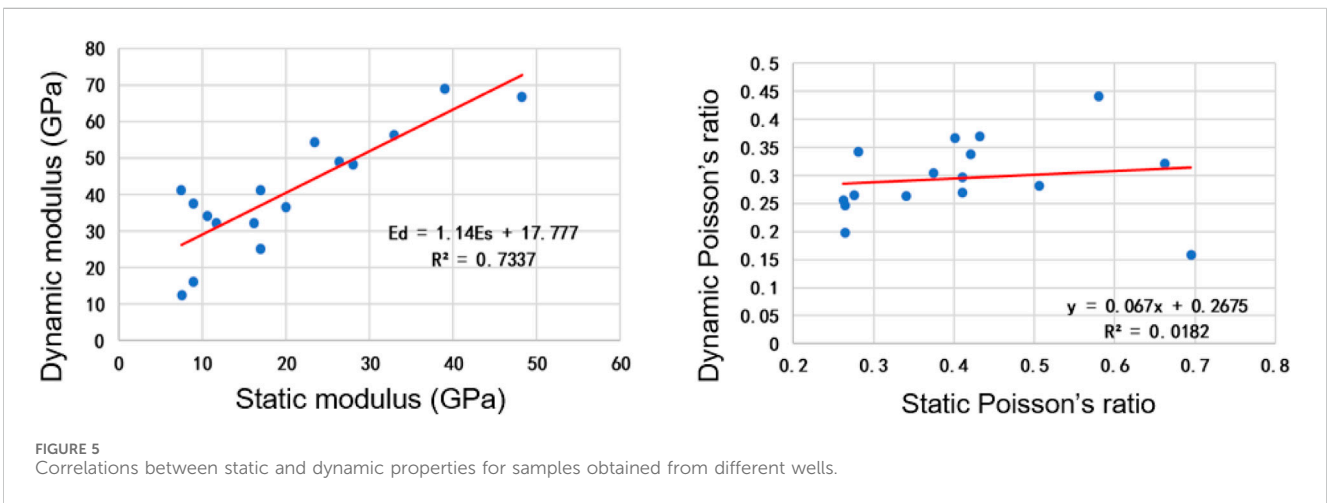 80
70
60
50
40
30
20
10
0
0 10 20 30 40 50 60
Dynamic modulus (GPa)
Static modulus (GPa)
Ed = 1.14Es + 17.777
R² = 0.7337
0.5
0.45
0.4
0.35
0.3
0.25
0.2
0.15
0.1
0.05
0
0.2 0.3 0.4 0.5 0.6 0.7 0.8
Dynamic Poisson's ratio
Static Poisson's ratio
y = 0.067x + 0.2675
R² = 0.0182
FIGURE 5
Correlations between static and dynamic properties for samples obtained from different wells.